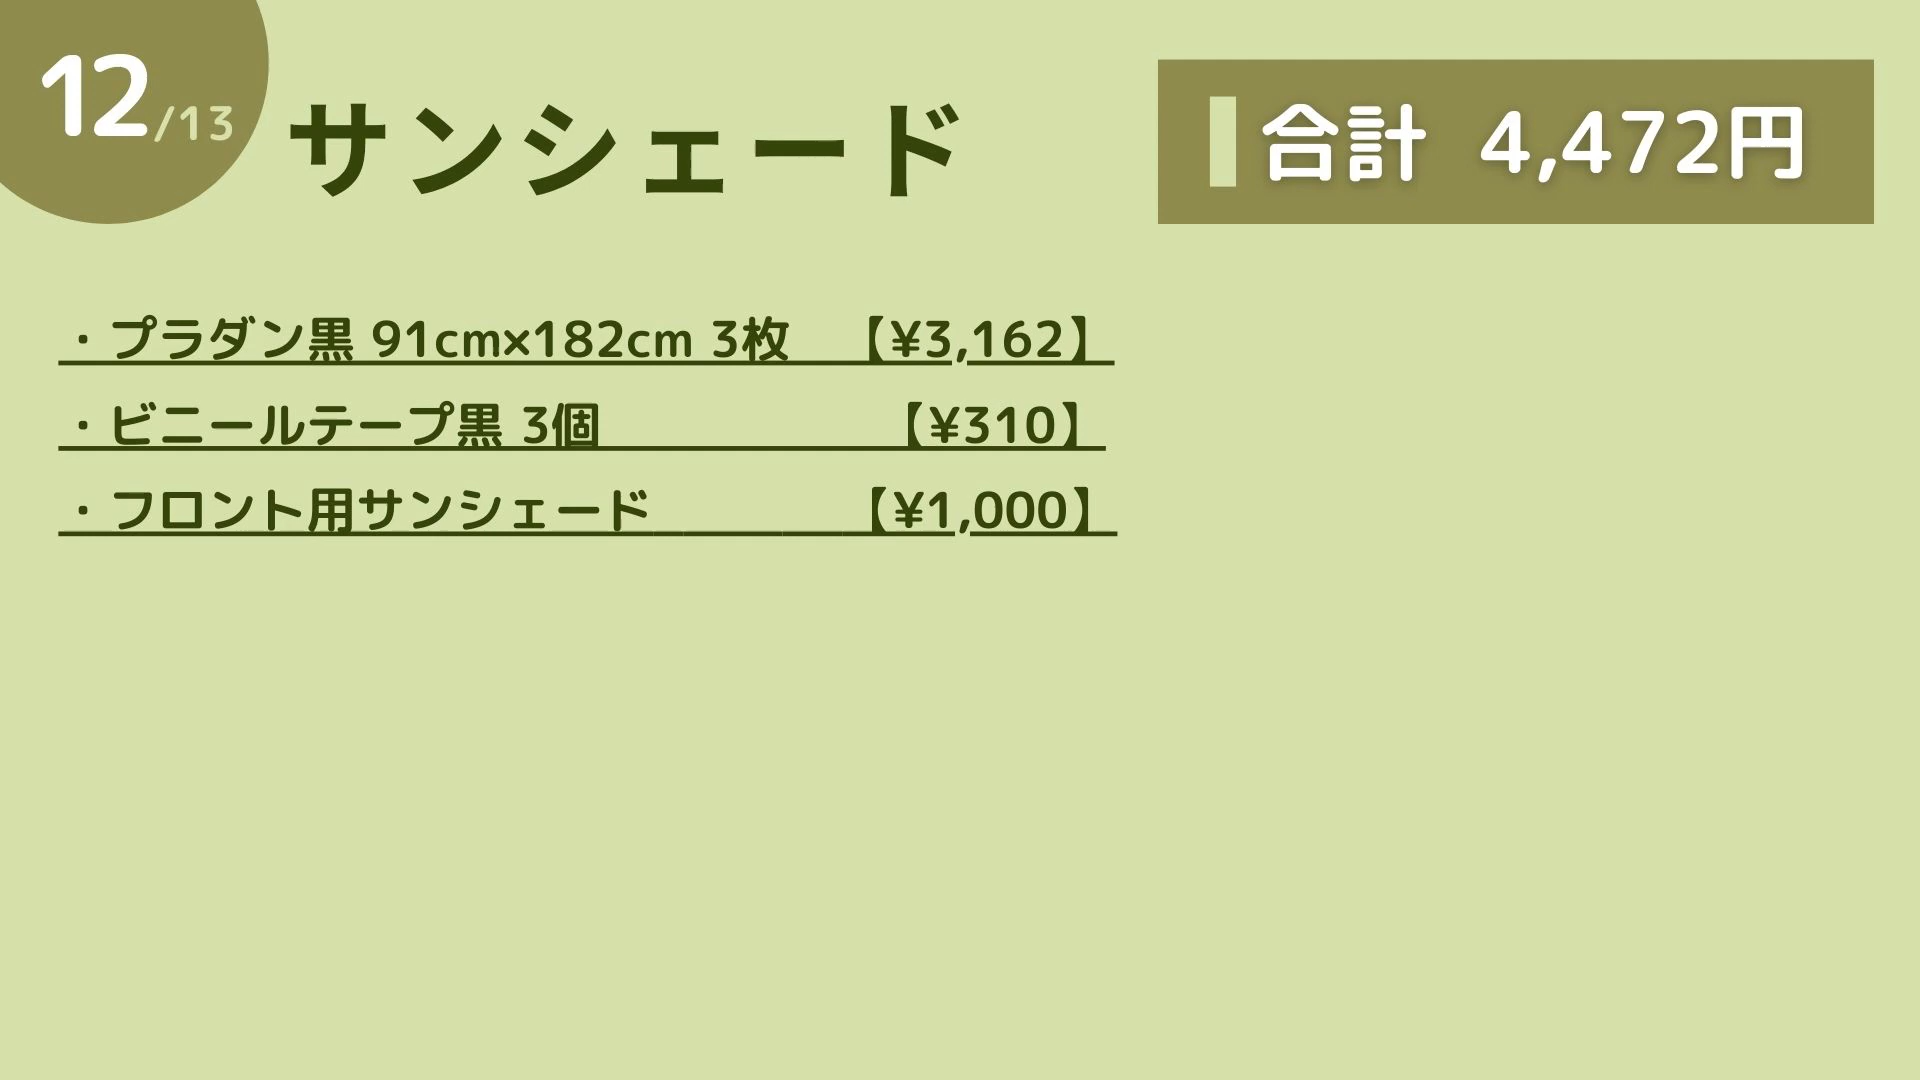 12/13
サンシェード
合計 4,472円
・プラダン黒 91cm×182cm 3枚 【¥3,162】
・ビニールテープ黒 3個 【¥310】
・フロント用サンシェード 【¥1,000】